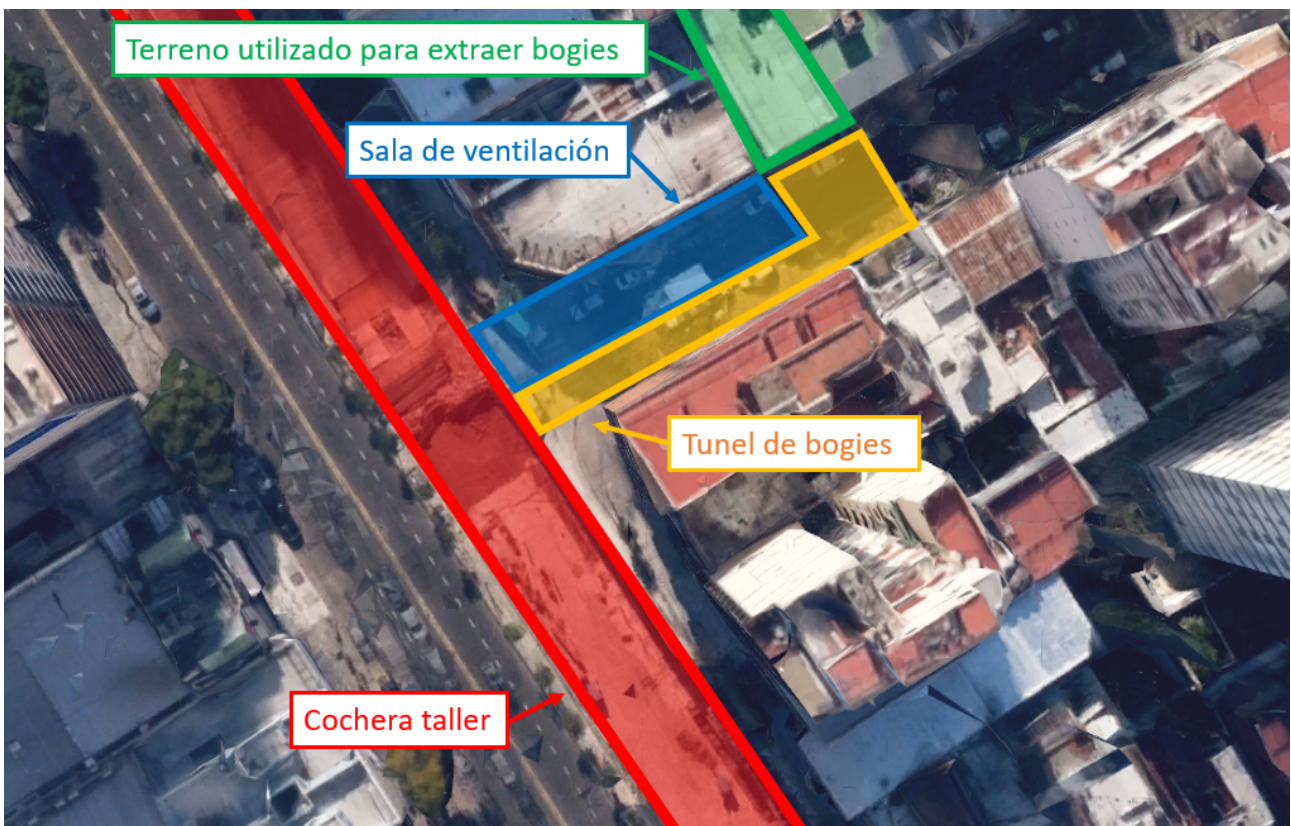 Terreno utilizado para extraer bogies
Sala de ventilación
Tunel de bogies
Cochera taller